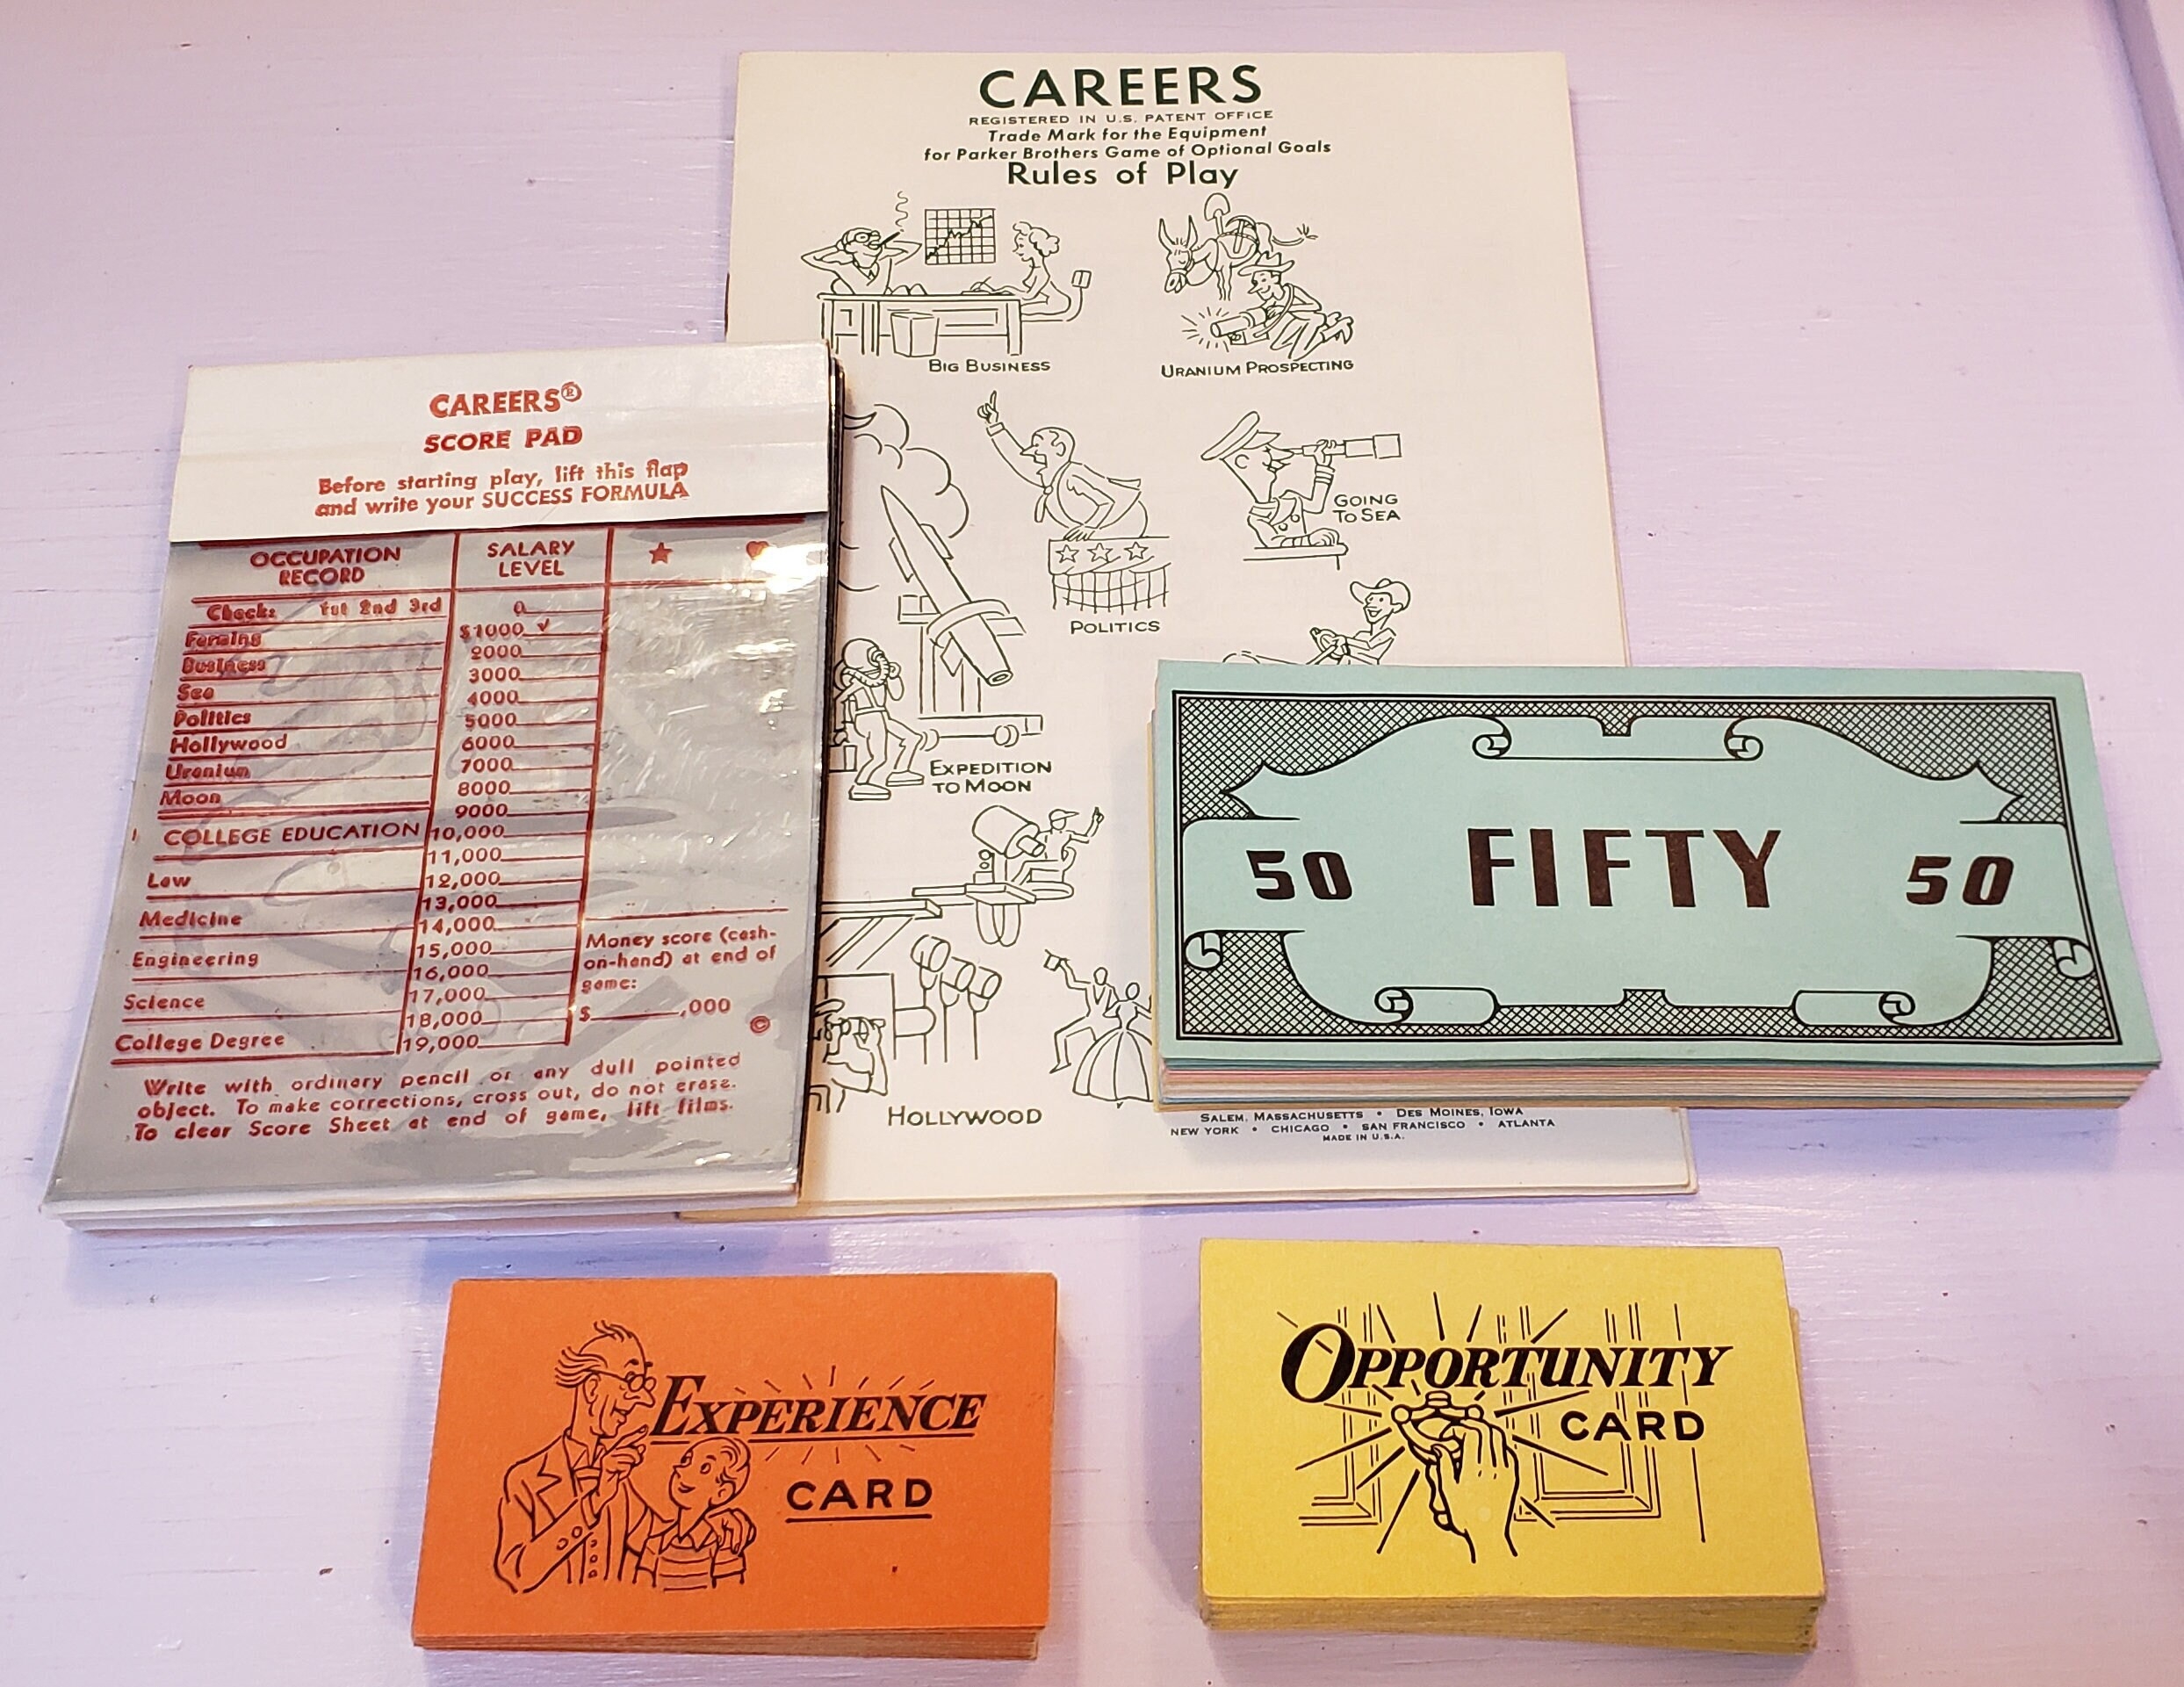 CAREERS
REGISTERED IN U.S. PATENT OFFICE
Trade Mark for the Equipment
for Parker Brothers Game of Optional Goals
Rules of Play
BIG BUSINESS
URANIUM PROSPECTING
GOING
TO SEA
POLITICS
EXPEDITION
TO MOON
HOLLYWOOD
SALEM, MASSACHUSETTS • DES MOINES, IOWA
NEW YORK • CHICAGO • SAN FRANCISCO • ATLANTA
MADE IN U.S.A.
CAREERS®
SCORE PAD
Before starting play, lift this flap
and write your SUCCESS FORMULA
OCCUPATION
RECORD
SALARY
LEVEL
★ ♥
Check: 1st 2nd 3rd
0
Farming
$1000 ✓
Business
2000
3000
Sea
4000
Politics
5000
Hollywood
6000
Uranium
7000
Moon
8000
9000
COLLEGE EDUCATION
10,000
11,000
Law
12,000
13,000
Medicine
14,000
Engineering
15,000
16,000
Science
17,000
18,000
College Degree
19,000
Money score (cash-
on-hand) at end of
game:
$ ,000
©
Write with ordinary pencil or any dull pointed
object. To make corrections, cross out, do not erase.
To clear Score Sheet at end of game, lift films.
50 FIFTY 50
EXPERIENCE
CARD
OPPORTUNITY
CARD